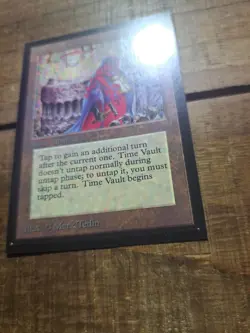 Tap to gain an additional turn
after the current one. Time Vault
doesn't untap normally during
untap phase; to untap it, you must
skip a turn. Time Vault begins
tapped.